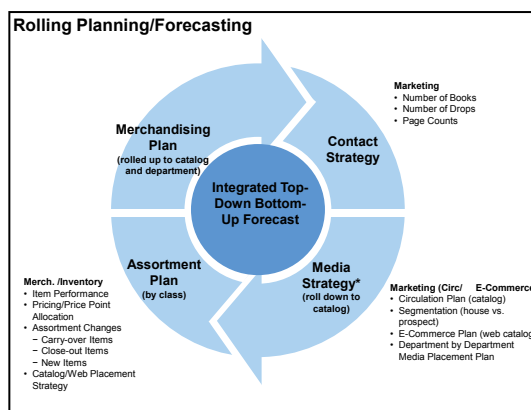 Rolling Planning/Forecasting
Merchandising
Plan
(rolled up to catalog
and department)
Contact
Strategy
Marketing
• Number of Books
• Number of Drops
• Page Counts
Integrated Top-
Down Bottom-
Up Forecast
Assortment
Plan
(by class)
Media
Strategy*
(roll down to
catalog)
Merch. /Inventory
• Item Performance
• Pricing/Price Point
Allocation
• Assortment Changes
− Carry-over Items
− Close-out Items
− New Items
• Catalog/Web Placement
Strategy
Marketing (Circ/ E-Commerce
• Circulation Plan (catalog)
• Segmentation (house vs.
prospect)
• E-Commerce Plan (web catalog
• Department by Department
Media Placement Plan